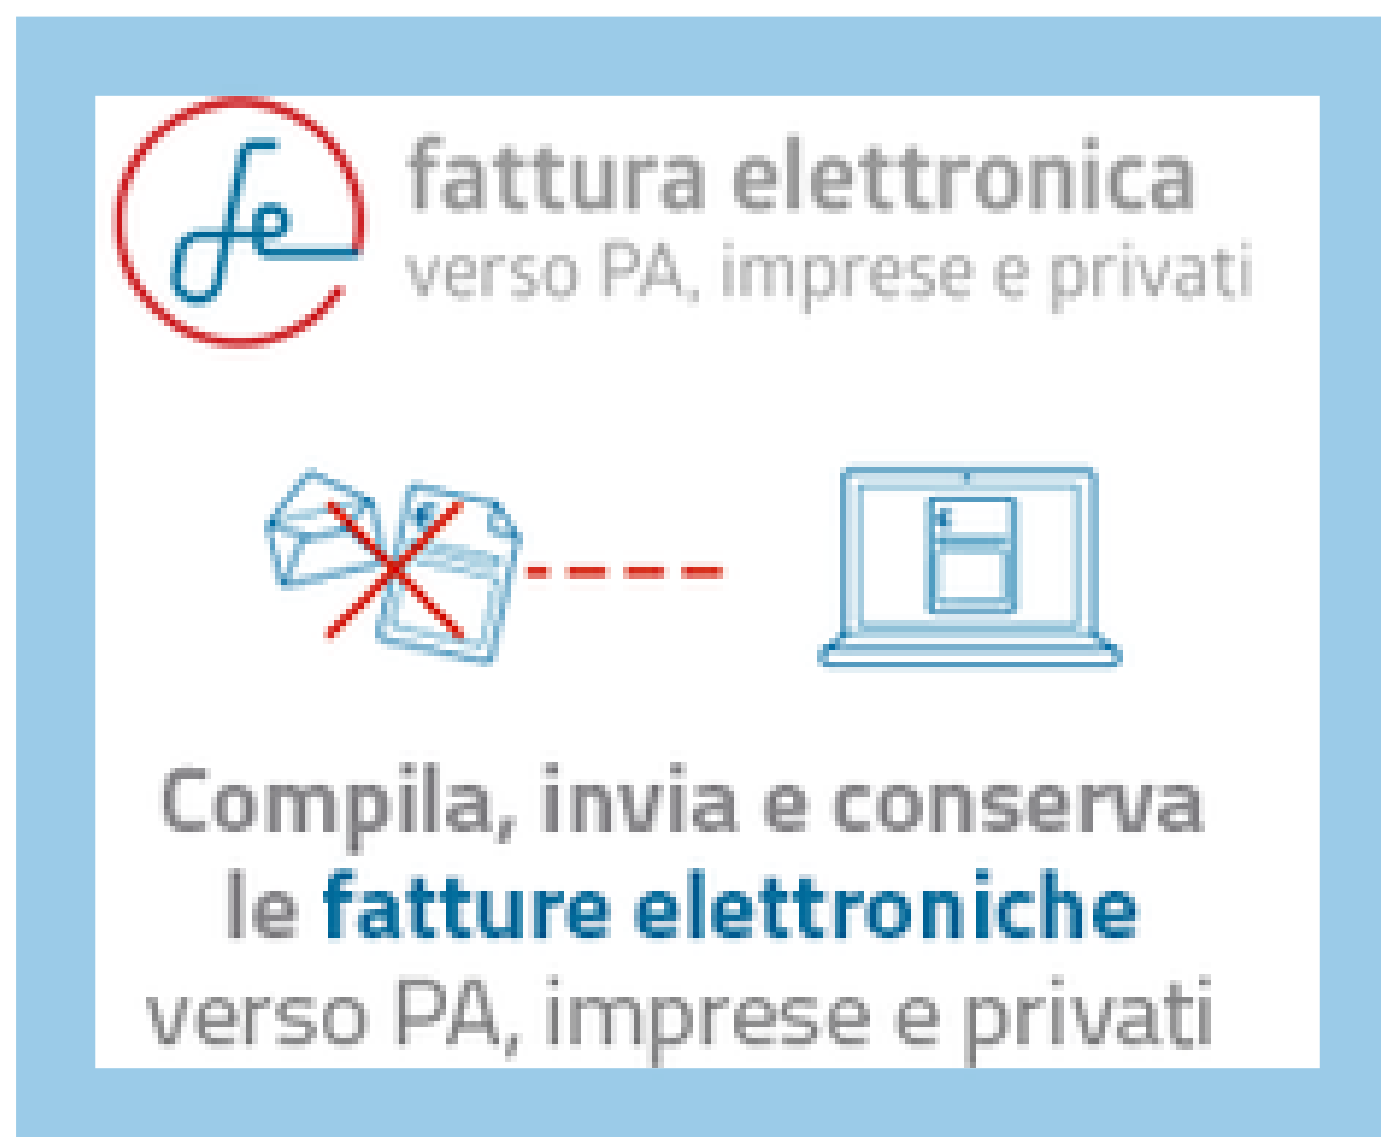 fe
fattura elettronica
verso PA, imprese e privati
Compila, invia e conserva
le fatture elettroniche
verso PA, imprese e privati